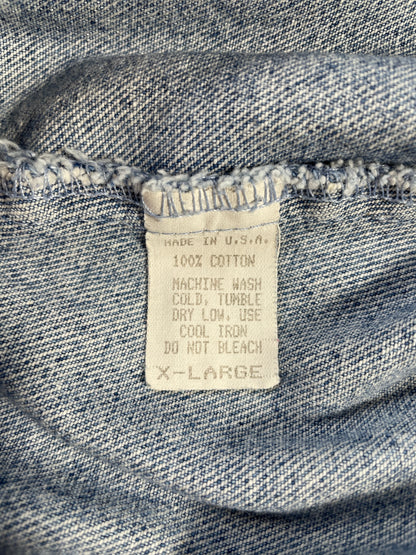 MADE IN U.S.A.
100% COTTON
MACHINE WASH
COLD, TUMBLE
DRY LOW, USE
COOL IRON
DO NOT BLEACH
X-LARGE